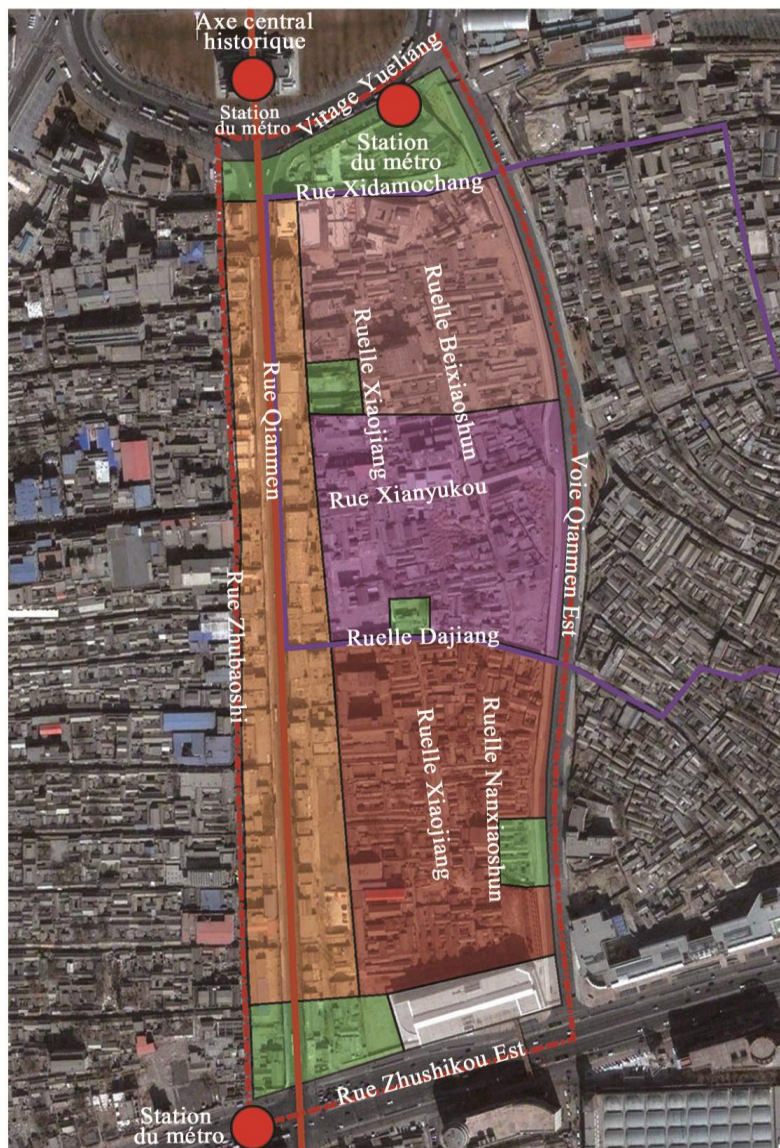 Axe central
historique
Station
du métro
Virage Yueliang
Station
du métro
Rue Xidamochang
Ruelle Beixiaoshun
Ruelle Xiaojiang
Rue Qianmen
Rue Xianyukou
Voie Qianmen Est
Rue Zhubaoshi
Ruelle Dajiang
Ruelle Xiaojiang
Ruelle Nanxiaoshun
Rue Zhushikou Est
Station
du métro